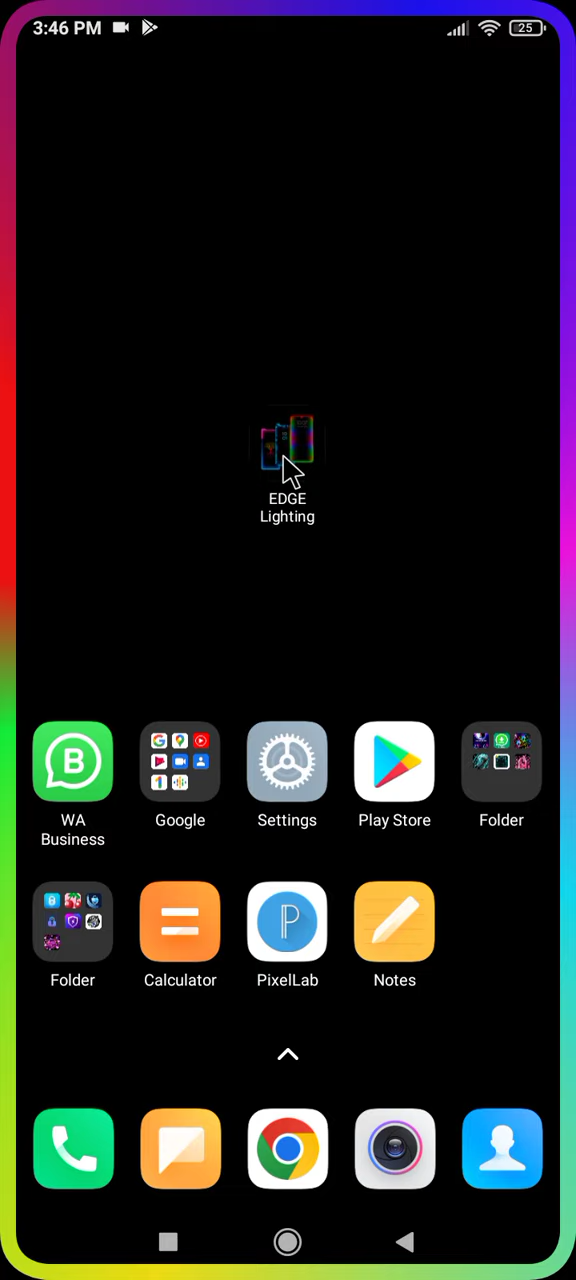 3:46 PM
25
EDGE
Lighting
WA
Business
Google
Settings
Play Store
Folder
Folder
Calculator
PixelLab
Notes